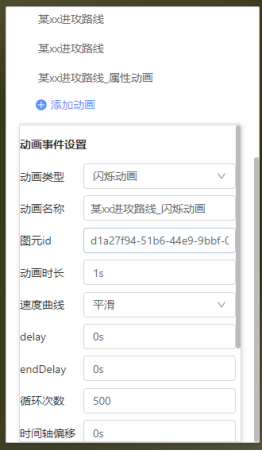 某xx进攻路线
某xx进攻路线
某xx进攻路线_属性动画
添加动画
动画事件设置
动画类型 闪烁动画
动画名称 某xx进攻路线_闪烁动画
图元id d1a27f94-51b6-44e9-9bbf-0
动画时长 1s
速度曲线 平滑
delay 0s
endDelay 0s
循环次数 500
时间轴偏移 0s